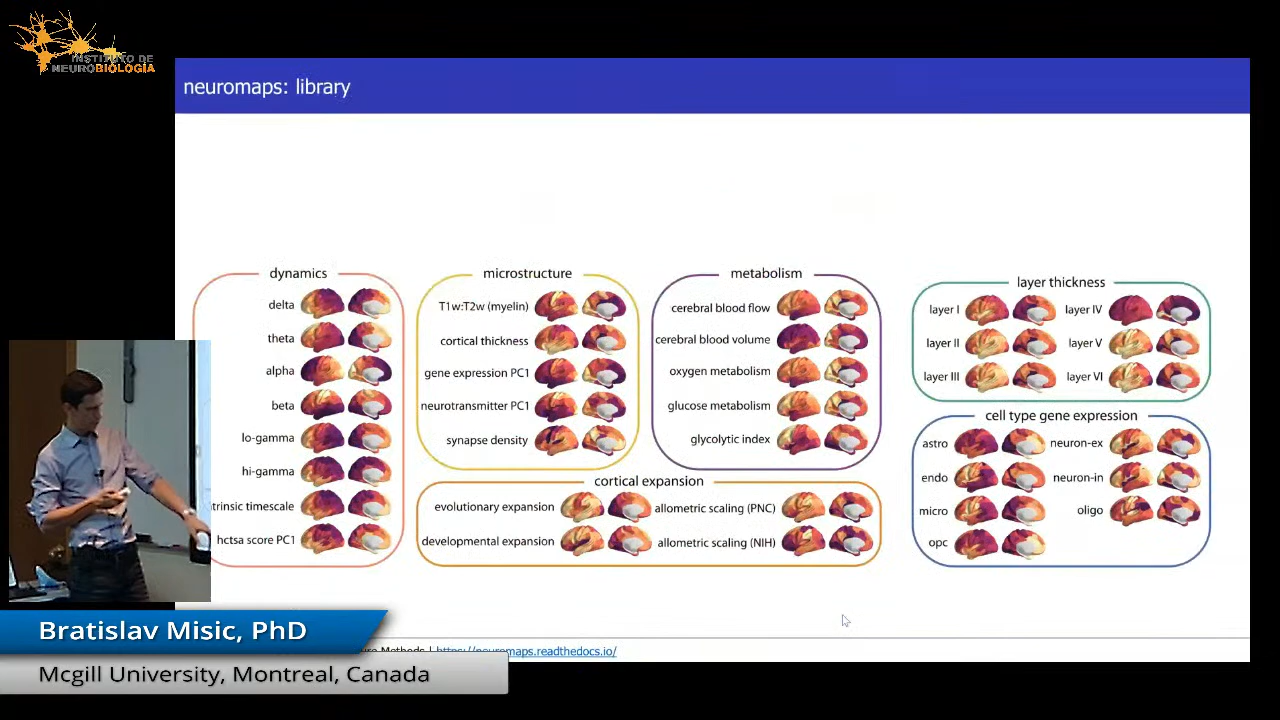 INSTITUTO DE
NEUROBIOLOGÍA
neuromaps: library
dynamics
delta
theta
alpha
beta
lo-gamma
hi-gamma
trinsic timescale
hctsa score PC1
microstructure
T1w:T2w (myelin)
cortical thickness
gene expression PC1
neurotransmitter PC1
synapse density
metabolism
cerebral blood flow
cerebral blood volume
oxygen metabolism
glucose metabolism
glycolytic index
cortical expansion
evolutionary expansion allometric scaling (PNC)
developmental expansion allometric scaling (NIH)
layer thickness
layer I layer IV
layer II layer V
layer III layer VI
cell type gene expression
astro neuron-ex
endo neuron-in
micro oligo
opc
Methods | https://neuromaps.readthedocs.io/
Bratislav Misic, PhD
Mcgill University, Montreal, Canada